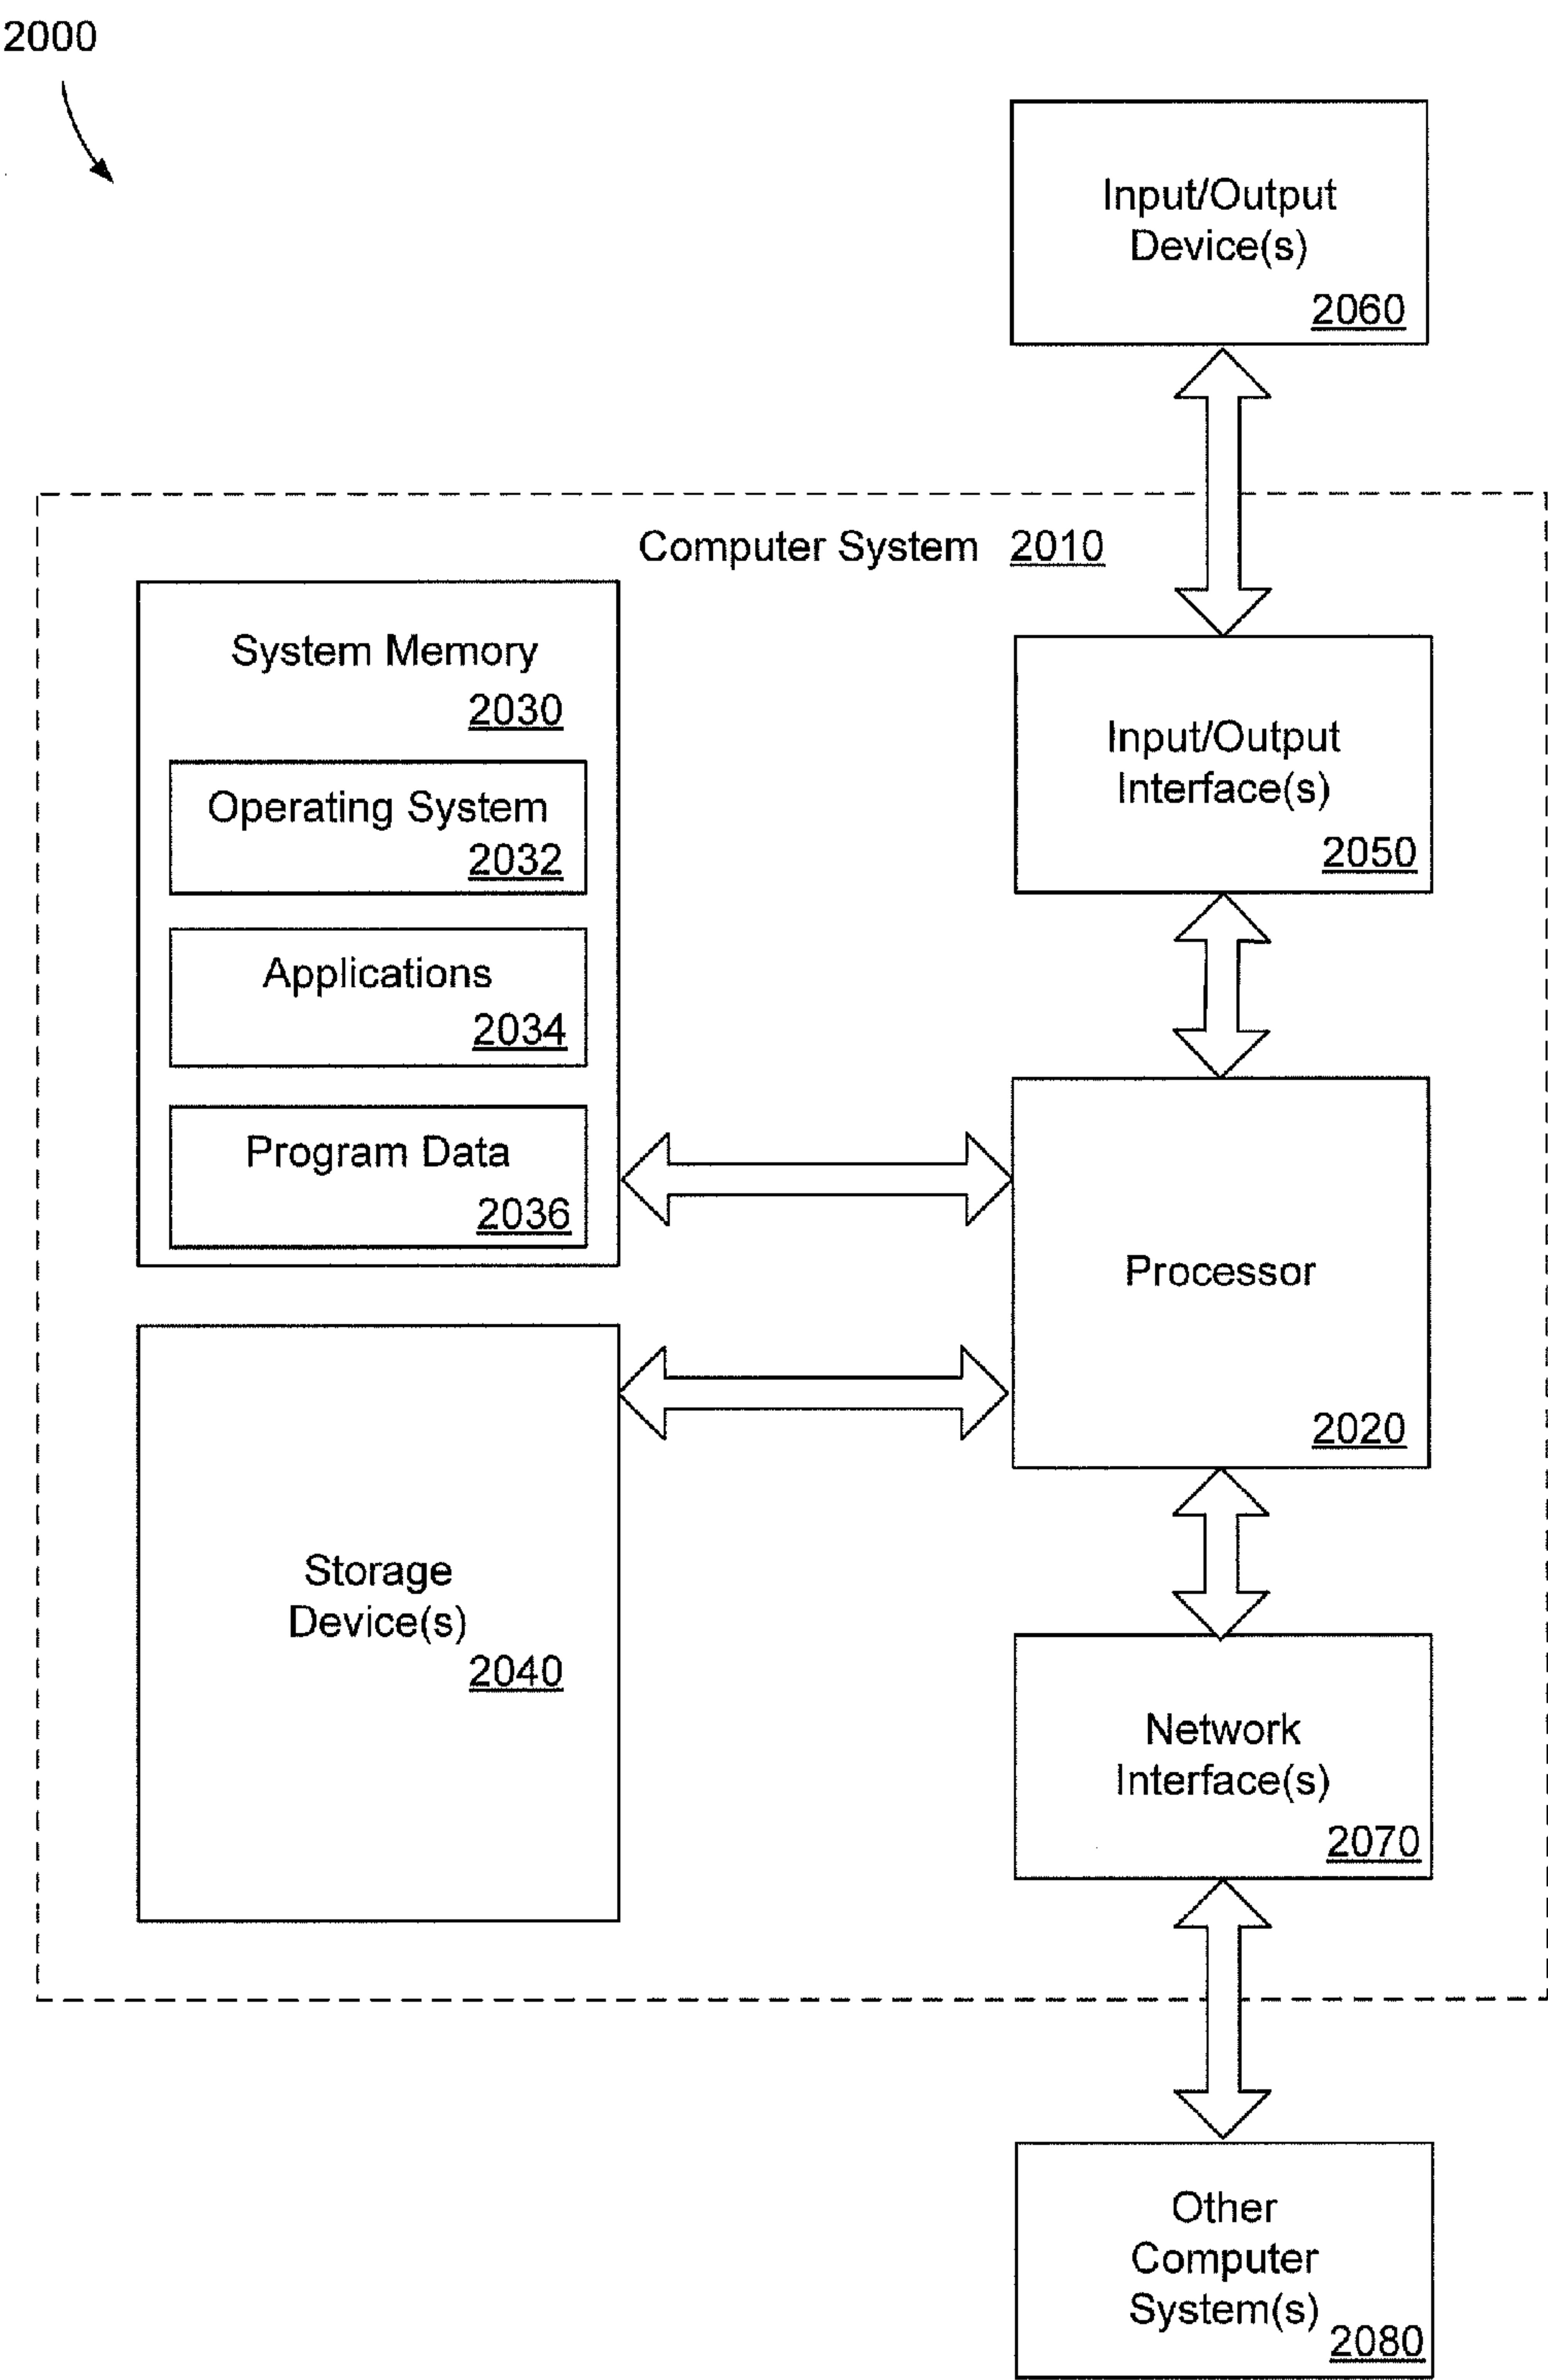 2000
Input/Output
Device(s)
2060
Computer System 2010
System Memory
2030
Operating System
2032
Applications
2034
Program Data
2036
Input/Output
Interface(s)
2050
Processor
2020
Storage
Device(s)
2040
Network
Interface(s)
2070
Other
Computer
System(s)
2080